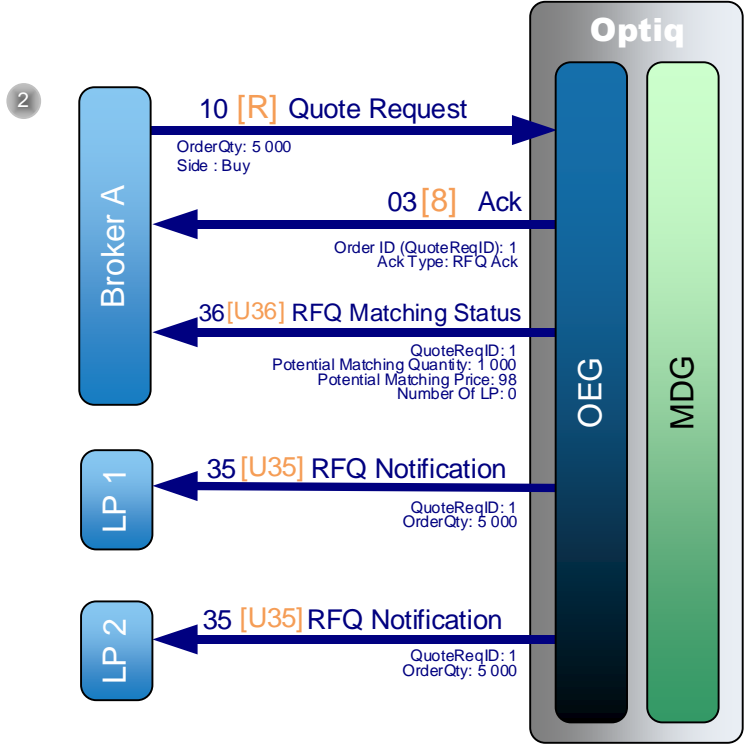 Optiq
2
10 [R] Quote Request
OrderQty: 5 000
Side : Buy
Broker A
03 [8] Ack
Order ID (QuoteReqID): 1
Ack Type: RFQ Ack
36 [U36] RFQ Matching Status
QuoteReqID: 1
Potential Matching Quantity: 1 000
Potential Matching Price: 98
Number Of LP: 0
OEG
MDG
LP 1
35 [U35] RFQ Notification
QuoteReqID: 1
OrderQty: 5 000
LP 2
35 [U35] RFQ Notification
QuoteReqID: 1
OrderQty: 5 000